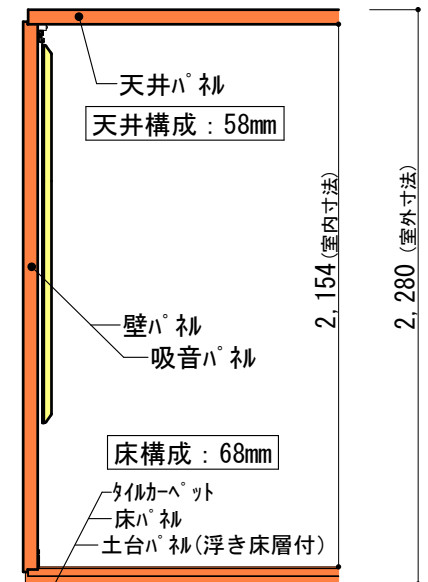 天井ﾊﾟﾈﾙ
天井構成：58mm
2,154(室内寸法)
2,280 (室外寸法)
壁ﾊﾟﾈﾙ
吸音ﾊﾟﾈﾙ
床構成：68mm
ﾀｲﾙｶｰﾍﾟｯﾄ
床ﾊﾟﾈﾙ
土台ﾊﾟﾈﾙ(浮き床層付)